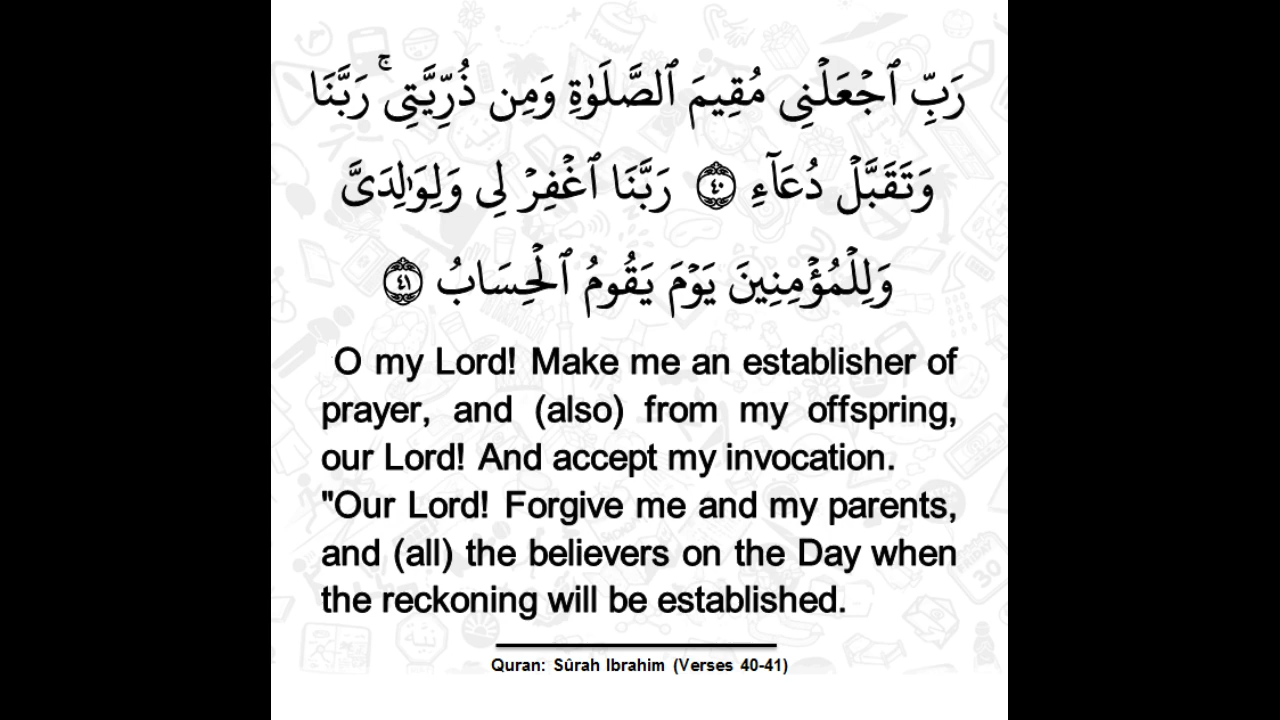 رَبِّ ٱجْعَلْنِى مُقِيمَ ٱلصَّلَوٰةِ وَمِن ذُرِّيَّتِى ۚ رَبَّنَا
وَتَقَبَّلْ دُعَآءِ ٤٠ رَبَّنَا ٱغْفِرْ لِى وَلِوَٰلِدَىَّ
وَلِلْمُؤْمِنِينَ يَوْمَ يَقُومُ ٱلْحِسَابُ ٤١
O my Lord! Make me an establisher of
prayer, and (also) from my offspring,
our Lord! And accept my invocation.
"Our Lord! Forgive me and my parents,
and (all) the believers on the Day when
the reckoning will be established.
Quran: Sûrah Ibrahim (Verses 40-41)